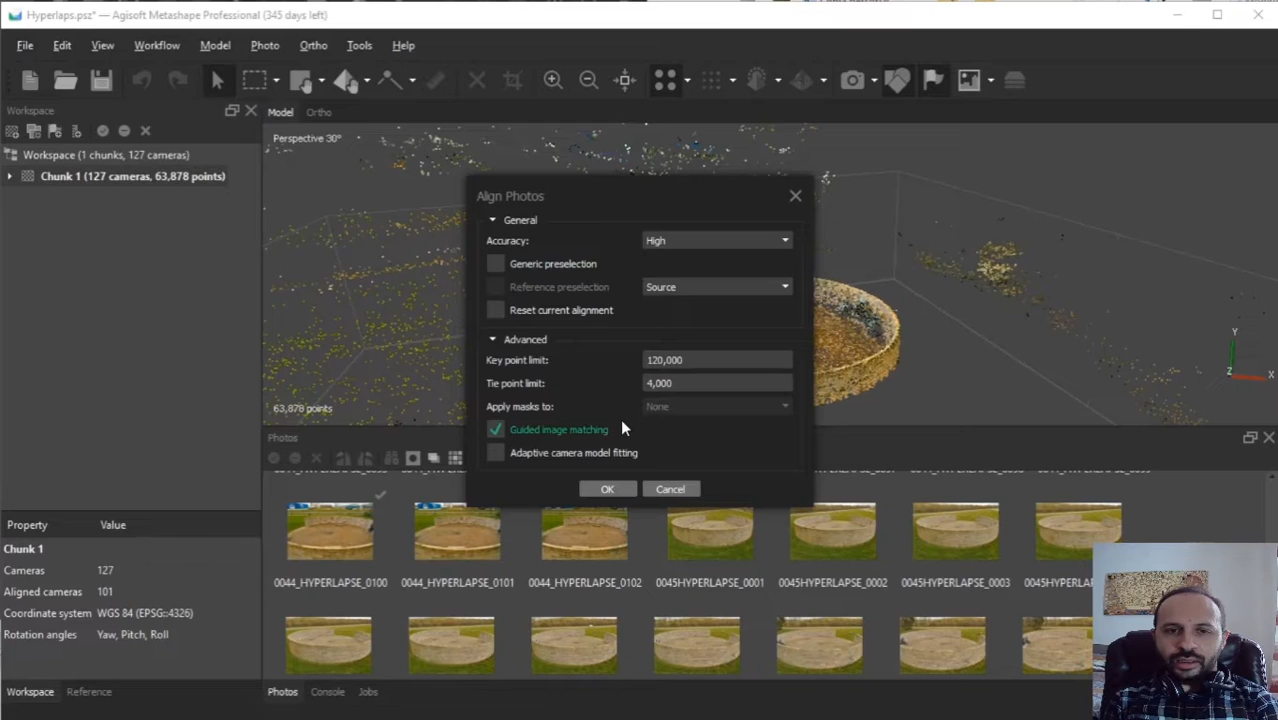 Hyperlaps.psz* — Agisoft Metashape Professional (345 days left)
File Edit View Workflow Model Photo Ortho Tools Help
Workspace
Model Ortho
Perspective 30°
Workspace (1 chunks, 127 cameras)
Chunk 1 (127 cameras, 63,878 points)
Align Photos
General
Accuracy: High
Generic preselection
Reference preselection Source
Reset current alignment
Advanced
Key point limit: 120,000
Tie point limit: 4,000
Apply masks to: None
Guided image matching
Adaptive camera model fitting
OK Cancel
Y
X
Z
63,878 points
Photos
Property Value
Chunk 1
Cameras 127
Aligned cameras 101
Coordinate system WGS 84 (EPSG::4326)
Rotation angles Yaw, Pitch, Roll
0044_HYPERLAPSE_0100 0044_HYPERLAPSE_0101 0044_HYPERLAPSE_0102 0045HYPERLAPSE_0001 0045HYPERLAPSE_0002 0045HYPERLAPSE_0003 0045HYPERLAPSE_0004
Workspace Reference
Photos Console Jobs